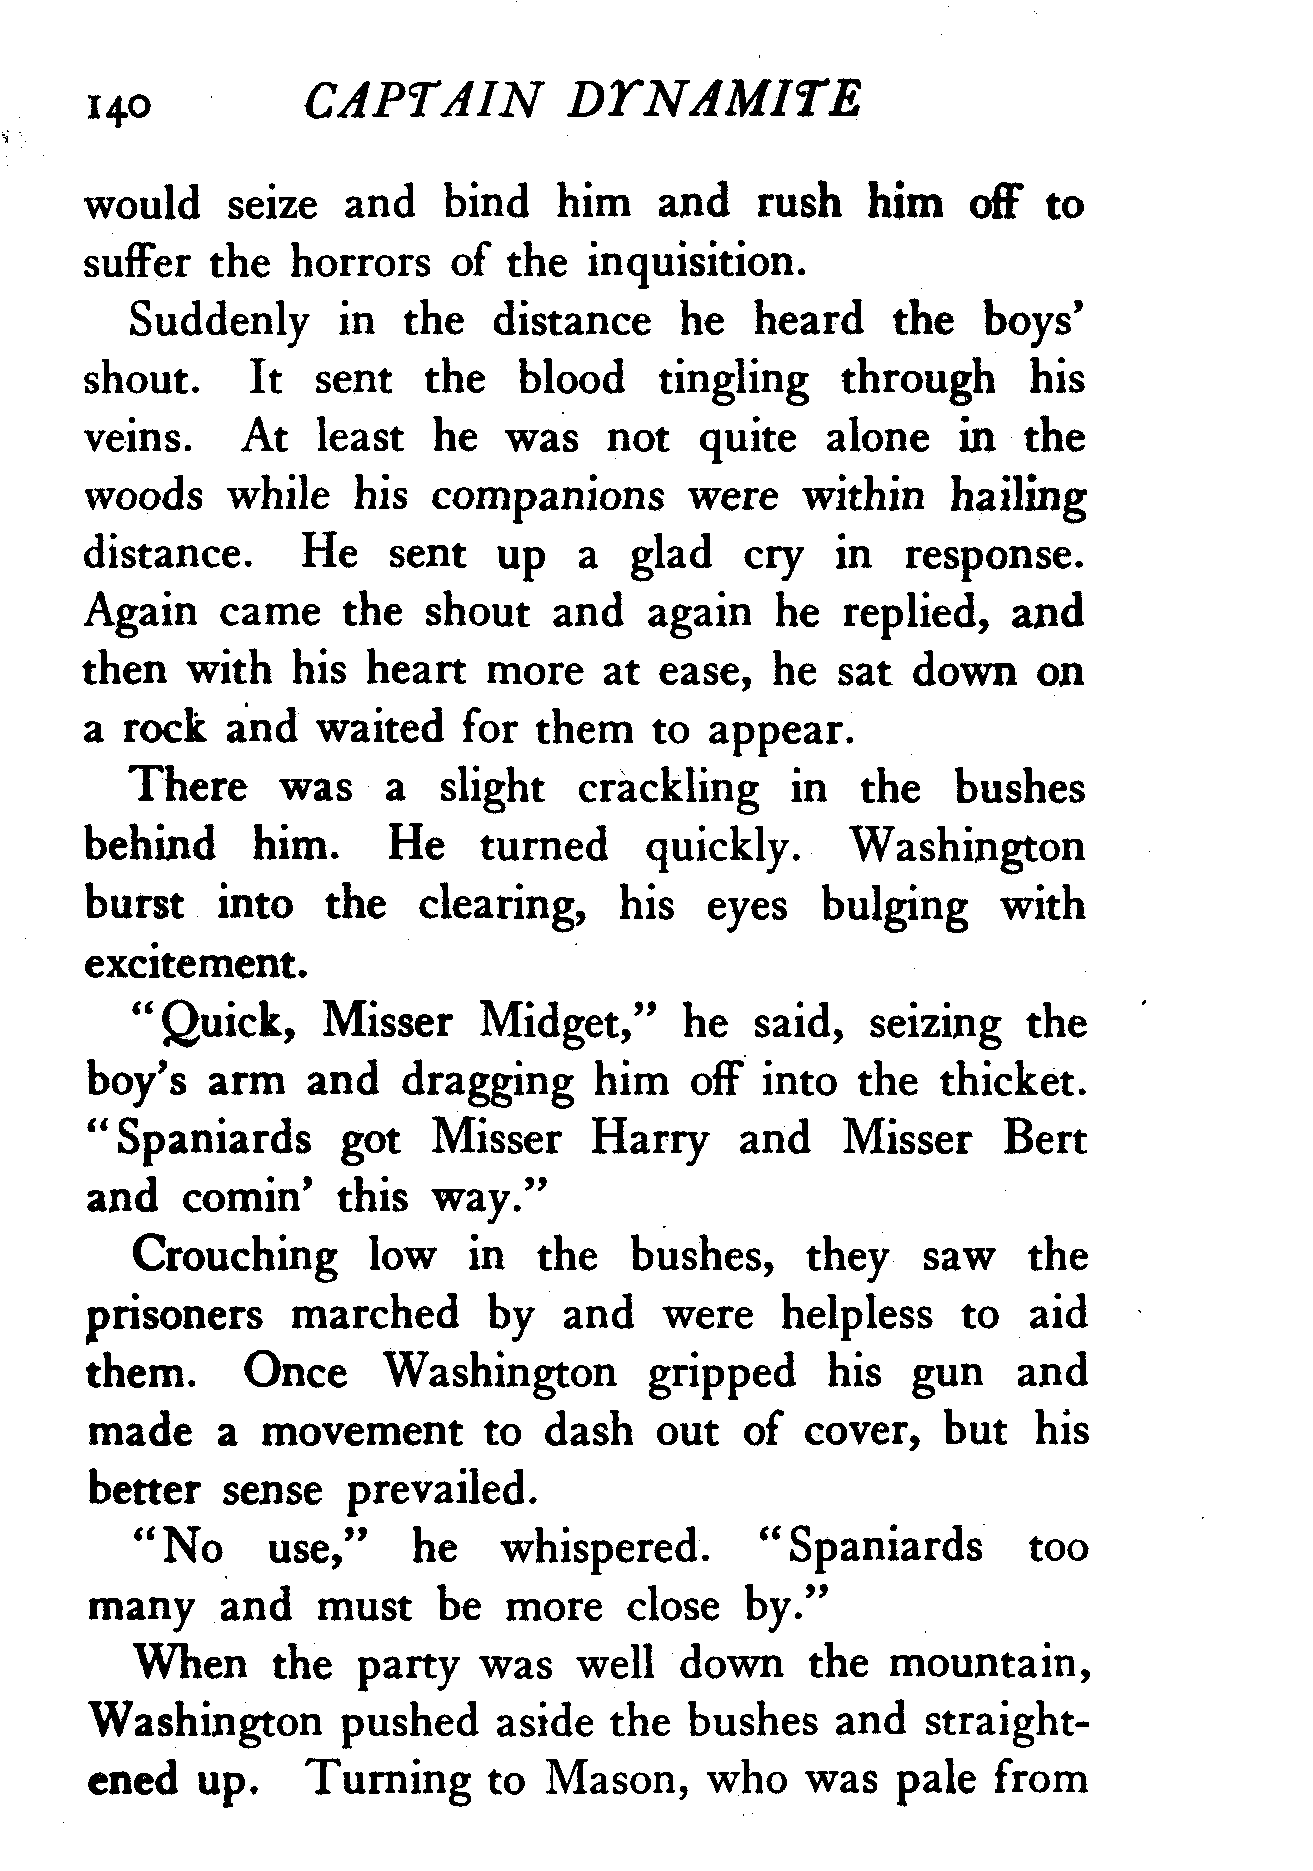 140 CAPTAIN DYNAMITE
would seize and bind him and rush him off to
suffer the horrors of the inquisition.
Suddenly in the distance he heard the boys'
shout. It sent the blood tingling through his
veins. At least he was not quite alone in the
woods while his companions were within hailing
distance. He sent up a glad cry in response.
Again came the shout and again he replied, and
then with his heart more at ease, he sat down on
a rock and waited for them to appear.
There was a slight crackling in the bushes
behind him. He turned quickly. Washington
burst into the clearing, his eyes bulging with
excitement.
"Quick, Misser Midget," he said, seizing the
boy's arm and dragging him off into the thicket.
"Spaniards got Misser Harry and Misser Bert
and comin' this way."
Crouching low in the bushes, they saw the
prisoners marched by and were helpless to aid
them. Once Washington gripped his gun and
made a movement to dash out of cover, but his
better sense prevailed.
"No use," he whispered. "Spaniards too
many and must be more close by."
When the party was well down the mountain,
Washington pushed aside the bushes and straight-
ened up. Turning to Mason, who was pale from